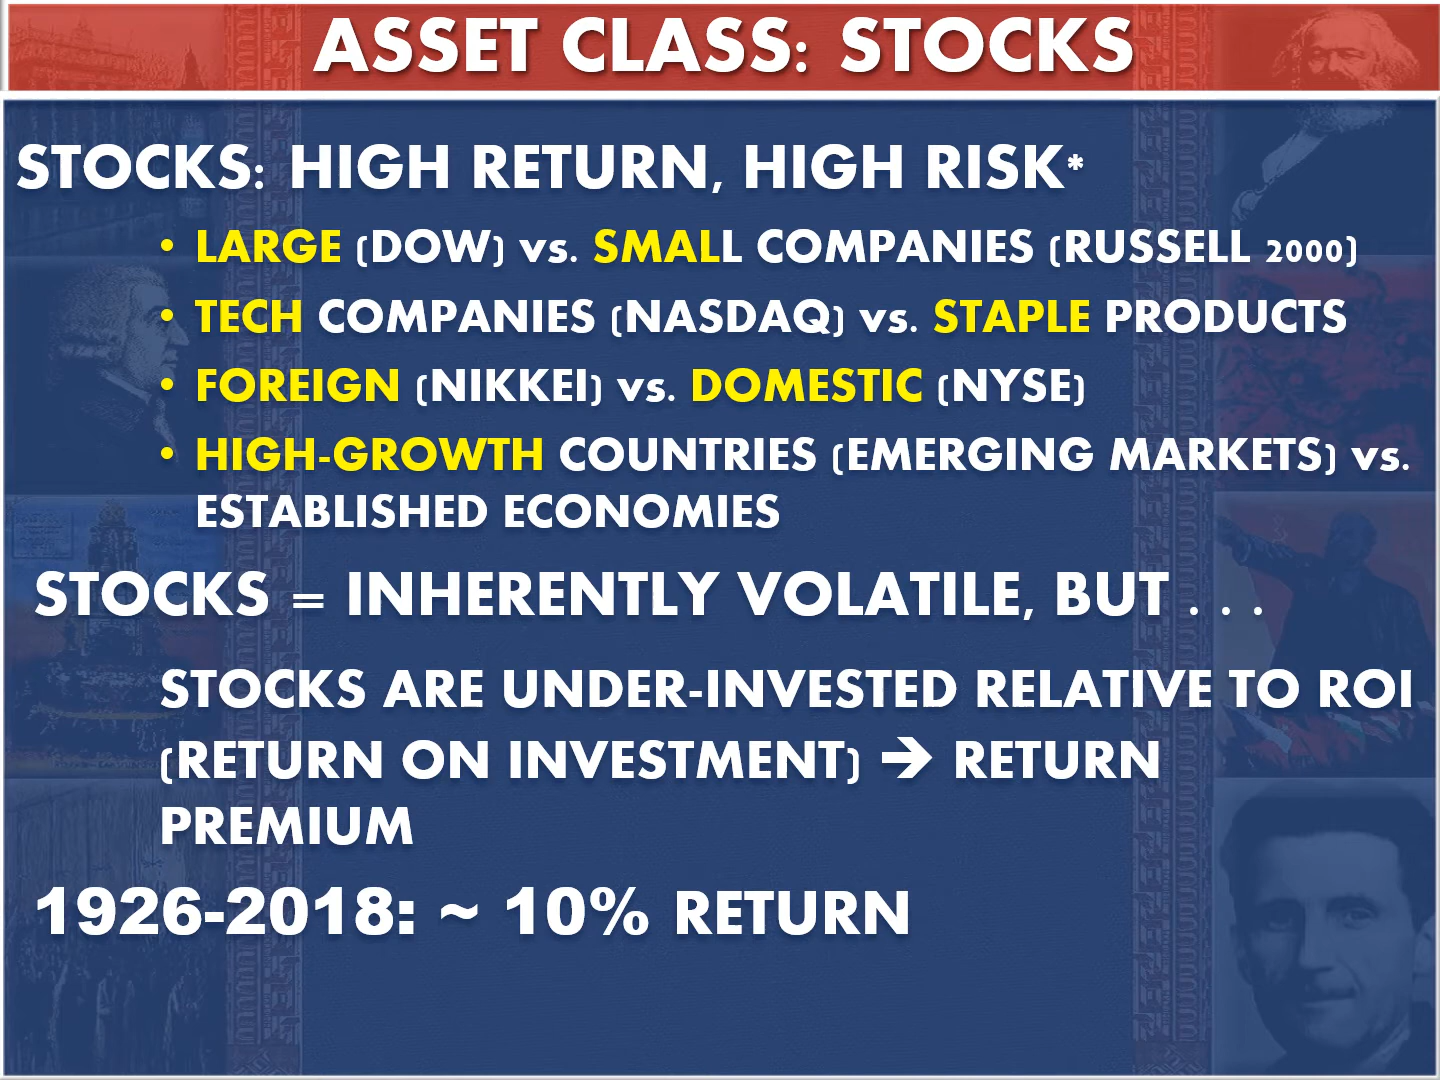 ASSET CLASS: STOCKS
STOCKS: HIGH RETURN, HIGH RISK*
• LARGE (DOW) vs. SMALL COMPANIES (RUSSELL 2000)
• TECH COMPANIES (NASDAQ) vs. STAPLE PRODUCTS
• FOREIGN (NIKKEI) vs. DOMESTIC (NYSE)
• HIGH-GROWTH COUNTRIES (EMERGING MARKETS) vs.
ESTABLISHED ECONOMIES
STOCKS = INHERENTLY VOLATILE, BUT . . .
STOCKS ARE UNDER-INVESTED RELATIVE TO ROI
(RETURN ON INVESTMENT) ➔ RETURN
PREMIUM
1926-2018: ~ 10% RETURN